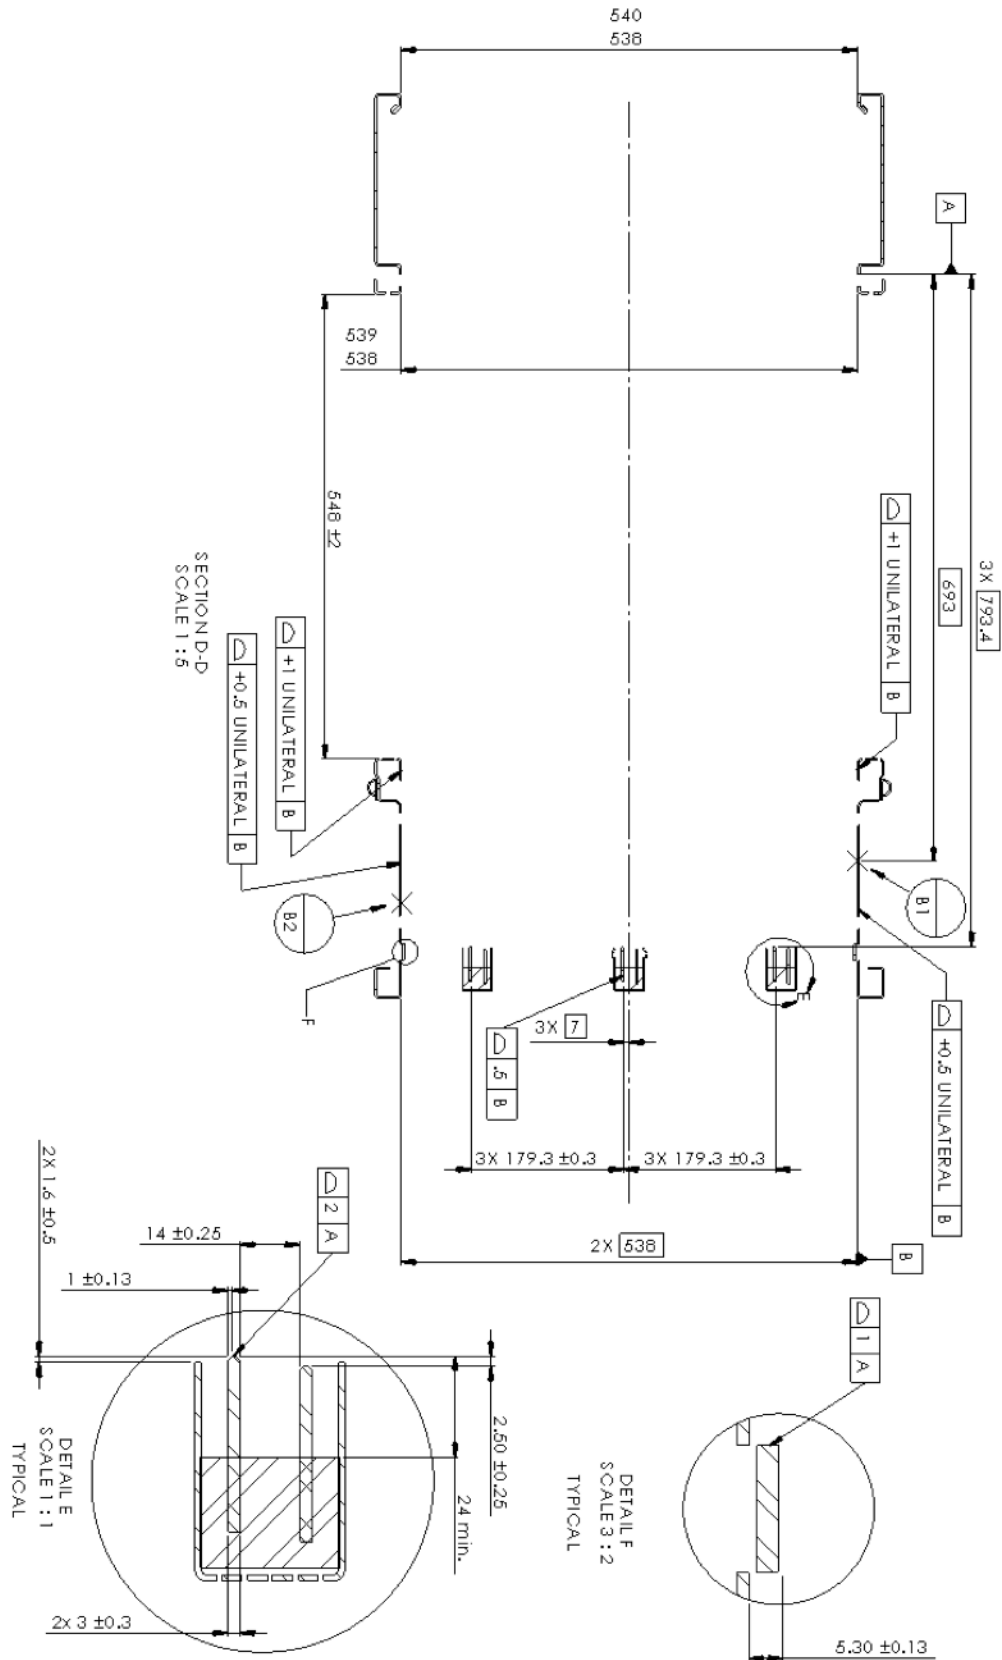 540
538
A
539
538
548 ±2
SECTION D-D
SCALE 1 : 5
+1 UNILATERAL B
693
3X 793.4
+1 UNILATERAL B
+0.5 UNILATERAL B
B1
B2
F
E
3X 7
.5 B
+0.5 UNILATERAL B
3X 179.3 ±0.3
3X 179.3 ±0.3
2X 538
B
2X 1.6 ±0.5
14 ±0.25
2 A
1 ±0.13
1 A
2.50 ±0.25
24 min.
DETAIL E
SCALE 1 : 1
TYPICAL
DETAIL F
SCALE 3 : 2
TYPICAL
2x 3 ±0.3
5.30 ±0.13